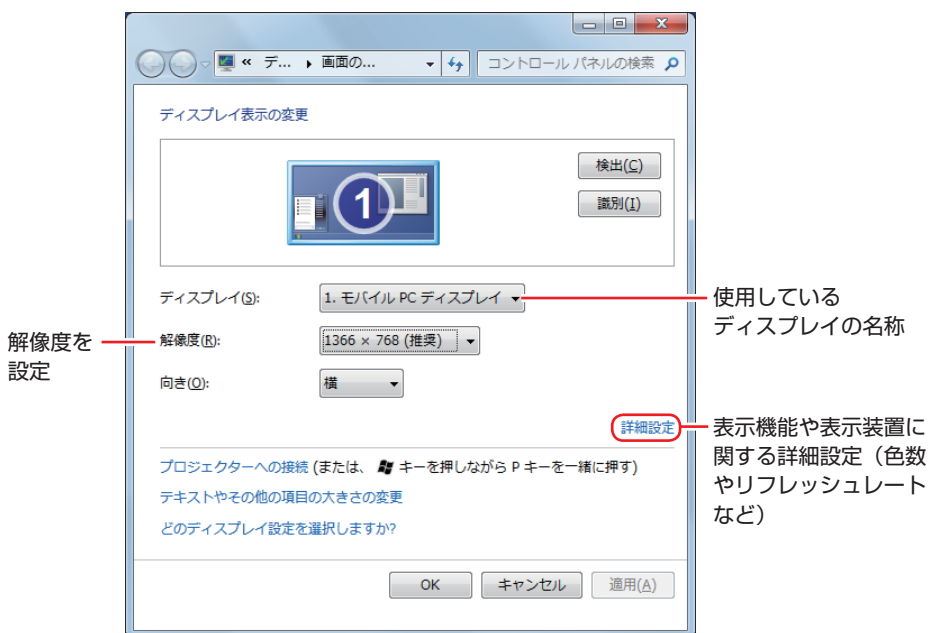 « デ... ▸ 画面の...
コントロール パネルの検索
ディスプレイ表示の変更
1
検出(C)
識別(I)
ディスプレイ(S):
1. モバイル PC ディスプレイ
使用している
ディスプレイの名称
解像度を
設定
解像度(R):
1366 × 768 (推奨)
向き(O):
横
詳細設定
表示機能や表示装置に
関する詳細設定（色数
やリフレッシュレート
など）
プロジェクターへの接続 (または、 キーを押しながら P キーを一緒に押す)
テキストやその他の項目の大きさの変更
どのディスプレイ設定を選択しますか?
OK
キャンセル
適用(A)